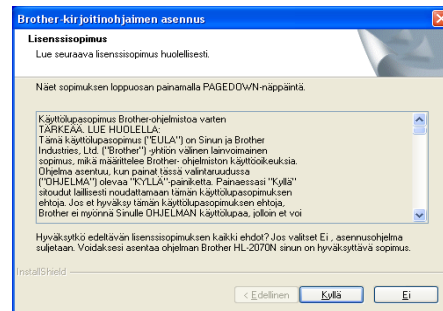 Brother-kirjoitinohjaimen asennus
Lisenssisopimus
Lue seuraava lisenssisopimus huolellisesti.
Näet sopimuksen loppuosan painamalla PAGEDOWN-näppäintä.
Käyttölupasopimus Brother-ohjelmistoa varten
TÄRKEÄÄ. LUE HUOLELLA:
Tämä käyttölupasopimus ("EULA") on Sinun ja Brother
Industries, Ltd. ("Brother") -yhtiön välinen lainvoimainen
sopimus, mikä määrittelee Brother- ohjelmiston käyttöoikeuksia.
Ohjelma asentuu, kun painat tässä valintaruudussa
("OHJELMA") olevaa "KYLLÄ"-painiketta. Painaessasi "Kyllä"
sitoudut laillisesti noudattamaan tämän käyttölupasopimuksen
ehtoja. Jos et hyväksy tämän käyttölupasopimuksen ehtoja,
Brother ei myönnä Sinulle OHJELMAN käyttölupaa, jolloin et voi
Hyväksytkö edeltävän lisenssisopimuksen kaikki ehdot? Jos valitset Ei , asennusohjelma
suljetaan. Voidaksesi asentaa ohjelman Brother HL-2070N sinun on hyväksyttävä sopimus.
InstallShield
< Edellinen Kyllä Ei